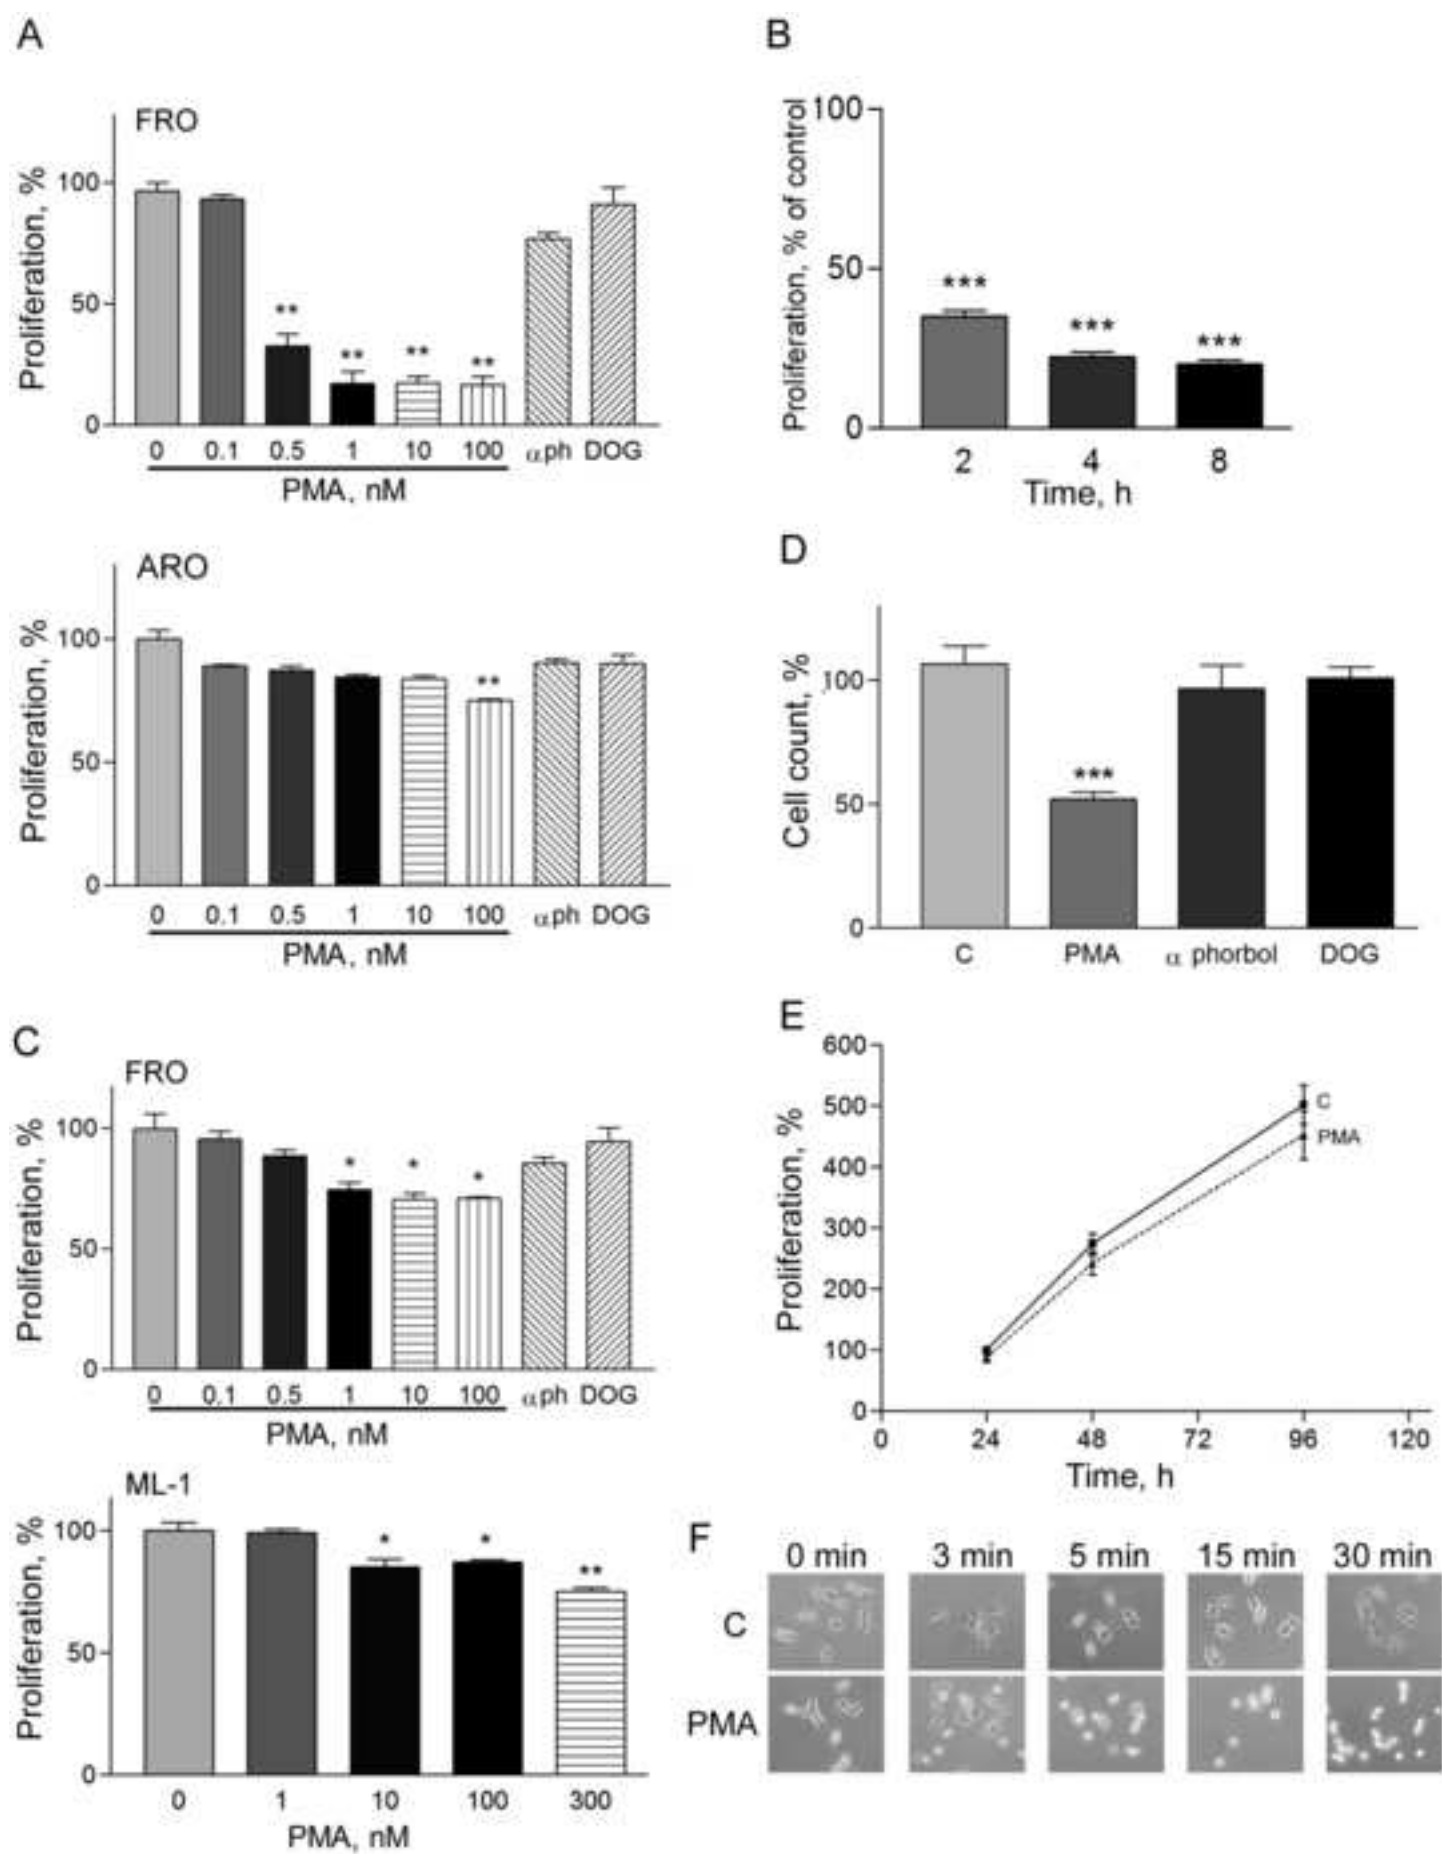 A
FRO
Proliferation, %
100
50
0
** ** ** **
0 0.1 0.5 1 10 100 αph DOG
PMA, nM
ARO
Proliferation, %
100
50
0
**
0 0.1 0.5 1 10 100 αph DOG
PMA, nM
B
Proliferation, % of control
100
50
0
*** *** ***
2 4 8
Time, h
D
Cell count, %
100
50
0
***
C PMA α phorbol DOG
C
FRO
Proliferation, %
100
50
0
* * *
0 0.1 0.5 1 10 100 αph DOG
PMA, nM
ML-1
Proliferation, %
100
50
0
* * **
0 1 10 100 300
PMA, nM
E
Proliferation, %
600
500
400
300
200
100
0
C
PMA
0 24 48 72 96 120
Time, h
F
0 min 3 min 5 min 15 min 30 min
C
PMA